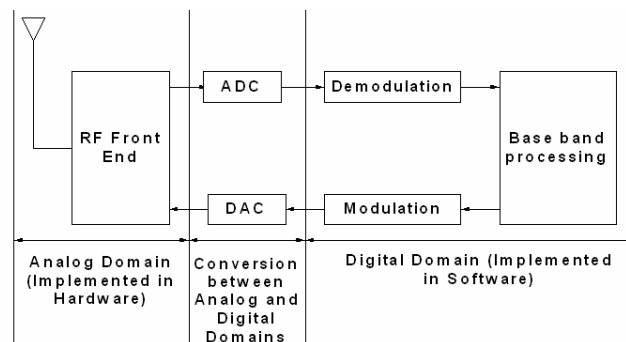 ADC
Demodulation
RF Front
End
Base band
processing
DAC
Modulation
Analog Domain
(Implemented in
Hardware)
Conversion
between
Analog and
Digital
Domains
Digital Domain (Implemented
in Software)